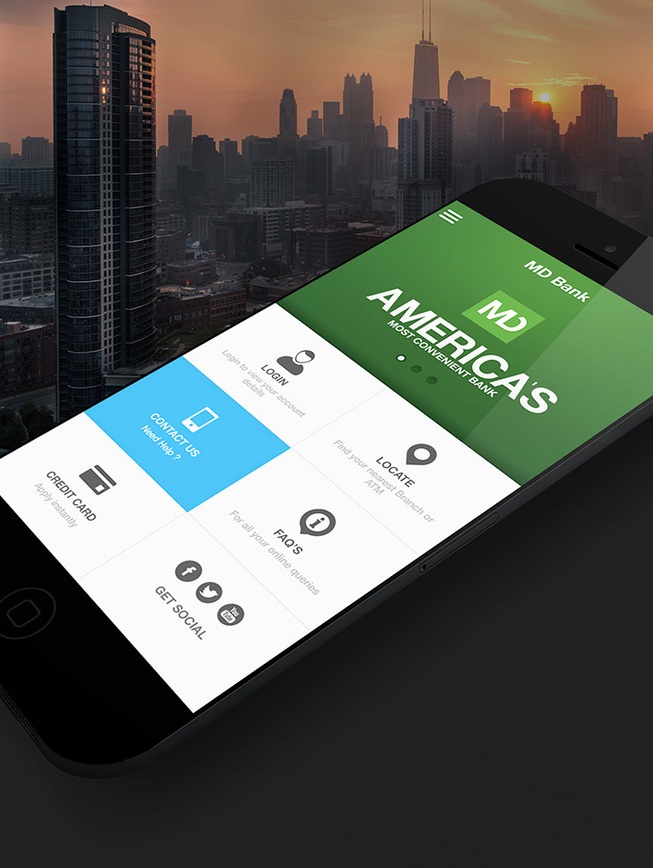 MD Bank
MD
AMERICA'S
MOST CONVENIENT BANK
LOGIN
Login to view your account
details
LOCATE
Find your nearest Branch or
ATM
CONTACT US
Need Help ?
FAQ'S
For all your online queries
CREDIT CARD
Apply instantly
You
Tube
GET SOCIAL